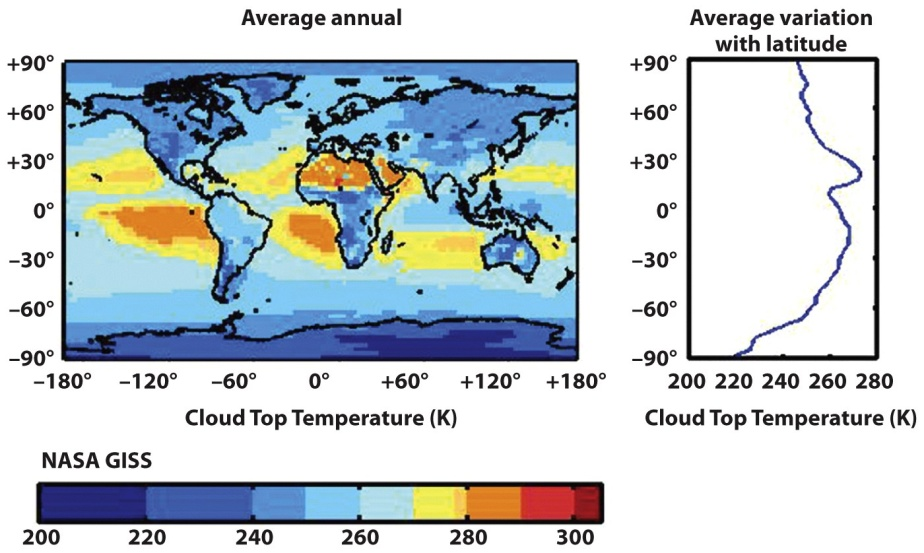 Average annual
+90°
+60°
+30°
0°
−30°
−60°
−90°
−180° −120° −60° 0° +60° +120° +180°
Cloud Top Temperature (K)
Average variation
with latitude
+90°
+60°
+30°
0°
−30°
−60°
−90°
200 220 240 260 280
Cloud Top Temperature (K)
NASA GISS
200 220 240 260 280 300